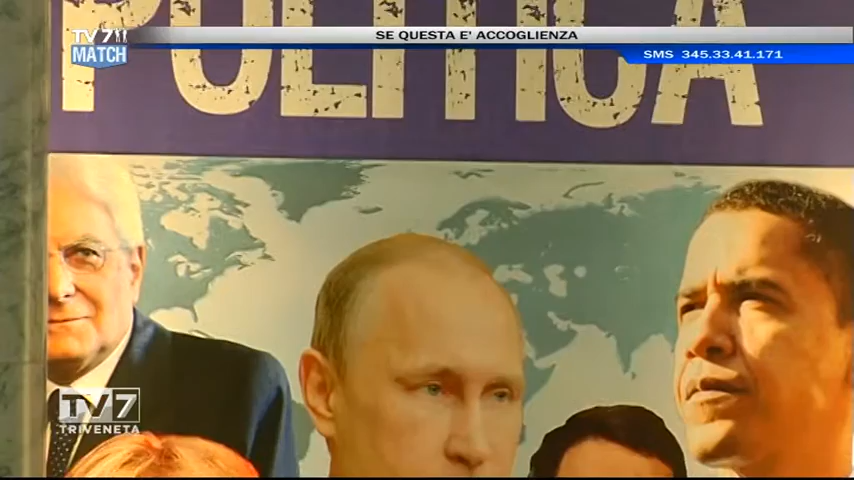 POLITICA
TV7
MATCH
SE QUESTA E' ACCOGLIENZA
SMS 345.33.41.171
TV7
TRIVENETA